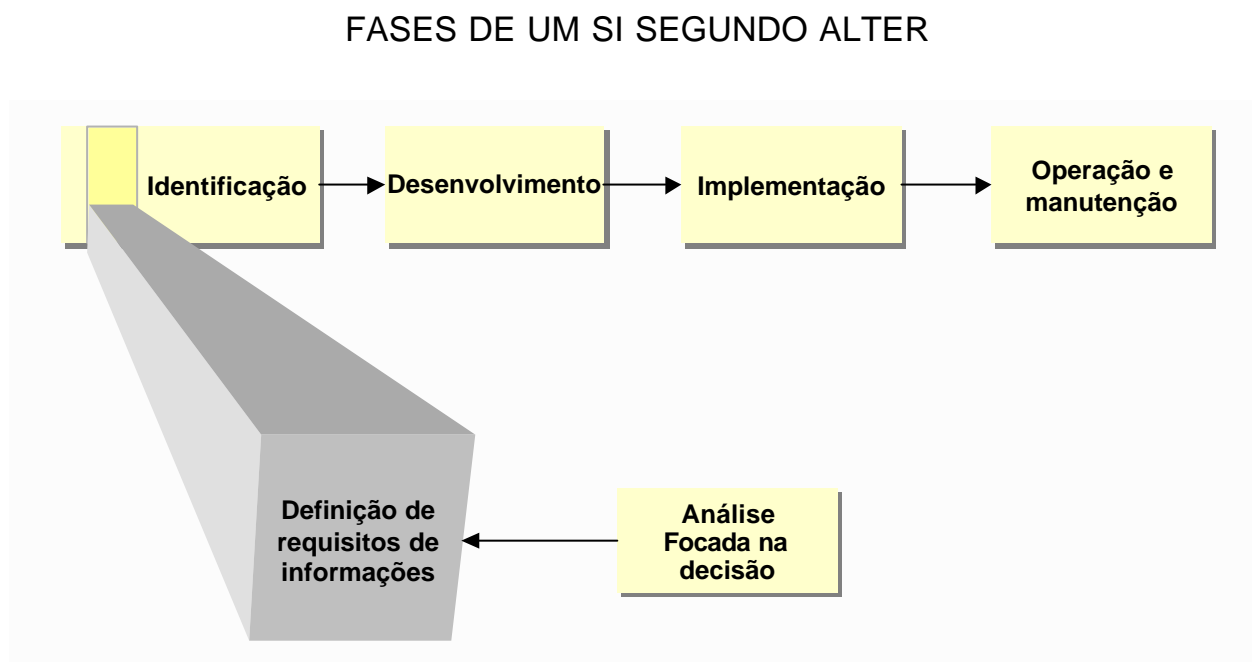 FASES DE UM SI SEGUNDO ALTER
Identificação
Desenvolvimento
Implementação
Operação e
manutenção
Definição de
requisitos de
informações
Análise
Focada na
decisão